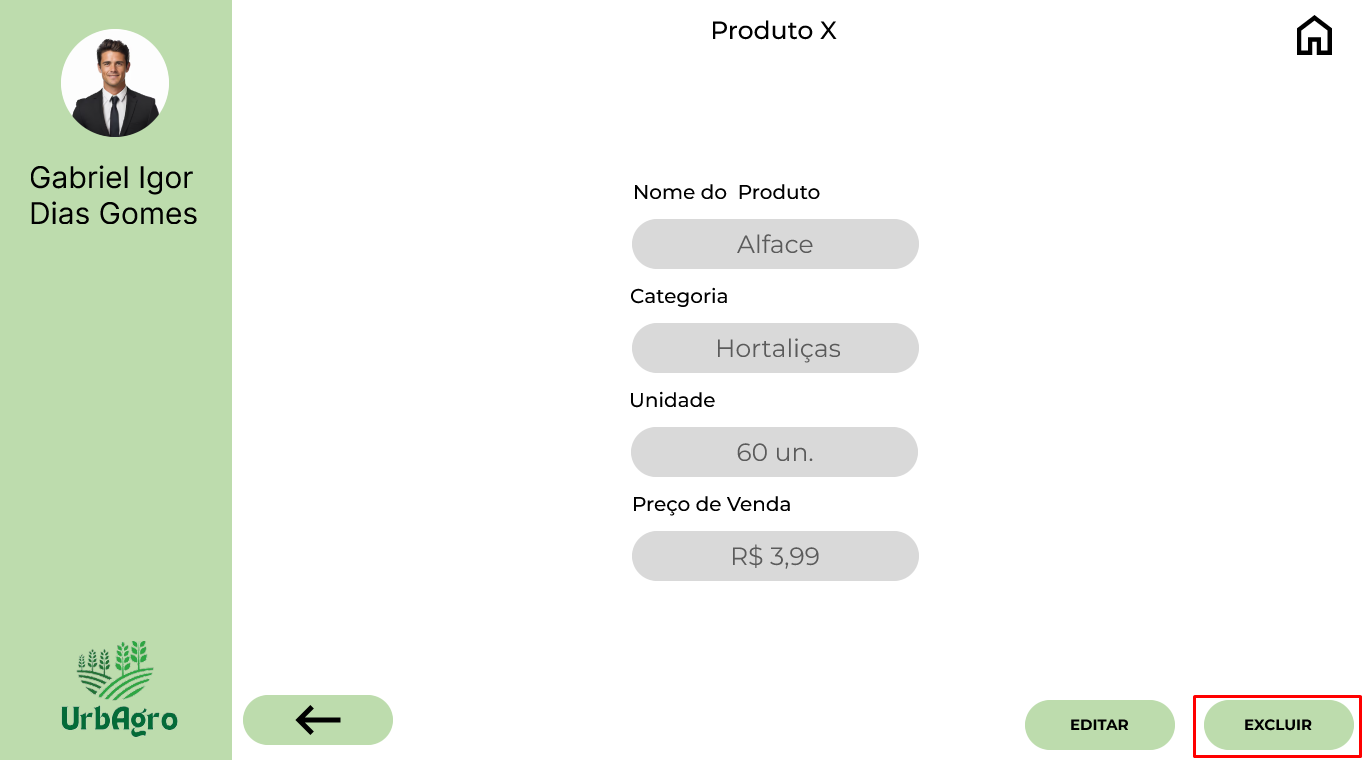 Produto X
Gabriel Igor
Dias Gomes
Nome do Produto
Alface
Categoria
Hortaliças
Unidade
60 un.
Preço de Venda
R$ 3,99
UrbAgro
EDITAR
EXCLUIR